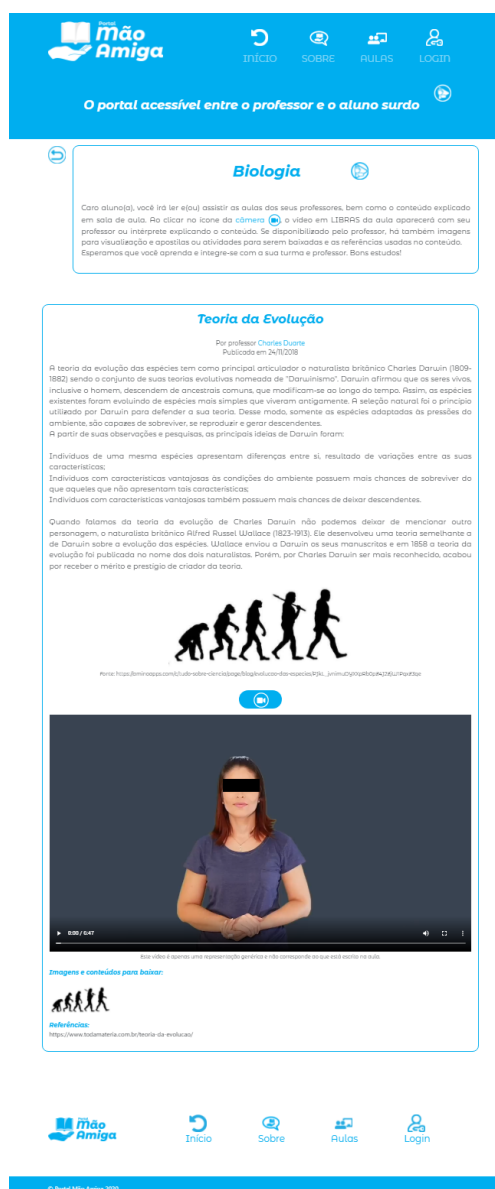 Portal
mão
Amiga
INÍCIO
SOBRE
AULAS
LOGIN
O portal acessível entre o professor e o aluno surdo
Biologia
Caro aluno(a), você irá ler e(ou) assistir as aulas dos seus professores, bem como o conteúdo explicado
em sala de aula. Ao clicar no ícone da câmera , o vídeo em LIBRAS da aula aparecerá com seu
professor ou intérprete explicando o conteúdo. Se disponibilizado pelo professor, há também imagens
para visualização e apostilas ou atividades para serem baixadas e as referências usadas no conteúdo.
Esperamos que você aprenda e integre-se com a sua turma e professor. Bons estudos!
Teoria da Evolução
Por professor Charles Duarte
Publicada em 24/11/2018
A teoria da evolução das espécies tem como principal articulador o naturalista britânico Charles Darwin (1809-
1882) sendo o conjunto de suas teorias evolutivas nomeada de "Darwinismo". Darwin afirmou que os seres vivos,
inclusive o homem, descendem de ancestrais comuns, que modificam-se ao longo do tempo. Assim, as espécies
existentes foram evoluindo de espécies mais simples que viveram antigamente. A seleção natural foi o princípio
utilizado por Darwin para defender a sua teoria. Desse modo, somente as espécies adaptadas às pressões do
ambiente, são capazes de sobreviver, se reproduzir e gerar descendentes.
A partir de suas observações e pesquisas, as principais ideias de Darwin foram:
Indivíduos de uma mesma espécies apresentam diferenças entre si, resultado de variações entre as suas
características;
Indivíduos com características vantajosas às condições do ambiente possuem mais chances de sobreviver do
que aqueles que não apresentam tais características;
Indivíduos com características vantajosas também possuem mais chances de deixar descendentes.
Quando falamos da teoria da evolução de Charles Darwin não podemos deixar de mencionar outro
personagem, o naturalista britânico Alfred Russel Wallace (1823-1913). Ele desenvolveu uma teoria semelhante a
de Darwin sobre a evolução das espécies. Wallace enviou a Darwin os seus manuscritos e em 1858 a teoria da
evolução foi publicada no nome dos dois naturalistas. Porém, por Charles Darwin ser mais reconhecido, acabou
por receber o mérito e prestígio de criador da teoria.
0:00 / 6:47
Esse vídeo é apenas uma representação genérica e não corresponde ao que está escrito na aula.
Imagens e conteúdos para baixar:
Referências:
https://www.todamateria.com.br/teoria-da-evolucao/
Portal
mão
Amiga
Início
Sobre
Aulas
Login
© Portal Mão Amiga 2020